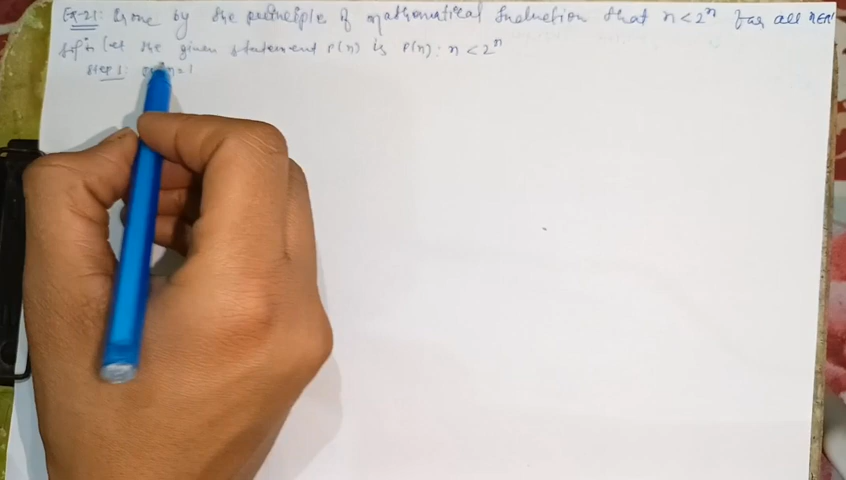 Ex-21: Prove by the principle of mathematical Induction that n < 2ⁿ for all n∈N
Solⁿ: Let the given statement P(n) is P(n): n < 2ⁿ
Step 1: n=1